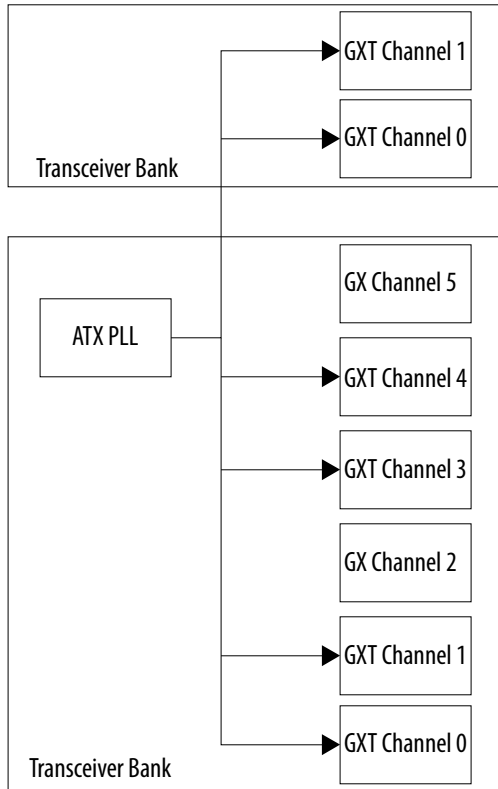 GXT Channel 1
GXT Channel 0
Transceiver Bank
GX Channel 5
ATX PLL
GXT Channel 4
GXT Channel 3
GX Channel 2
GXT Channel 1
GXT Channel 0
Transceiver Bank